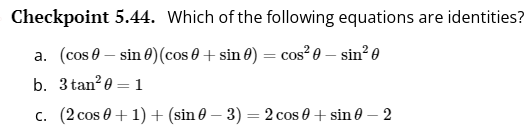 Checkpoint 5.44. Which of the following equations are identities?
a. (cos θ − sin θ)(cos θ + sin θ) = cos² θ − sin² θ
b. 3 tan² θ = 1
c. (2 cos θ + 1) + (sin θ − 3) = 2 cos θ + sin θ − 2